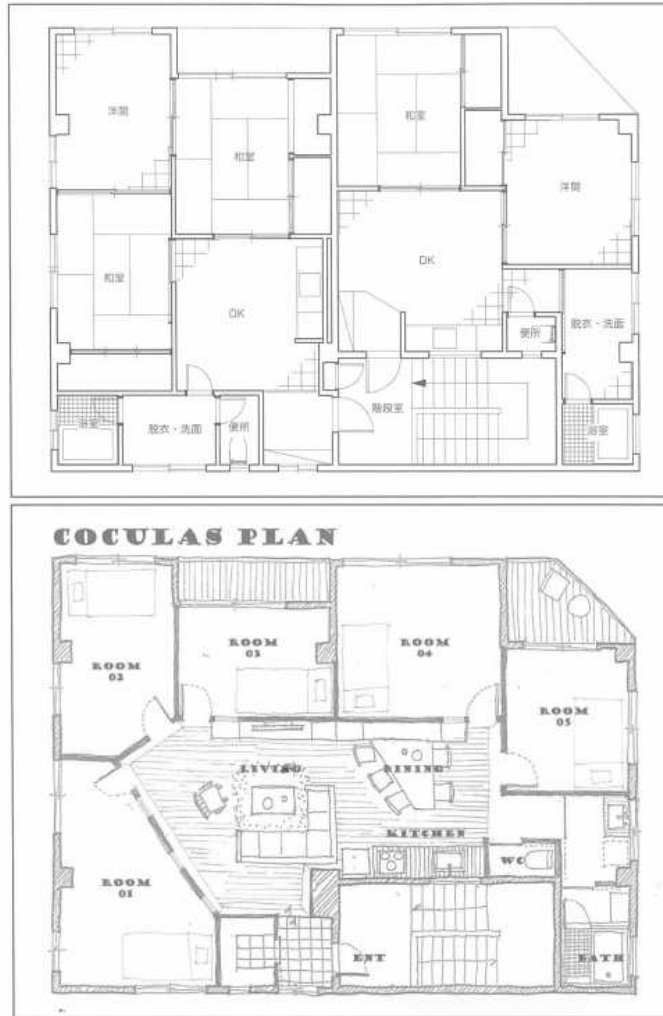 洋間
和室
和室
洋間
和室
DK
DK
便所
脱衣・洗面
階段室
浴室
脱衣・洗面
便所
浴室
COCULAS PLAN
ROOM
02
ROOM
03
ROOM
04
ROOM
05
LIVING
DINING
KITCHEN
WC
ROOM
01
ENT
BATH